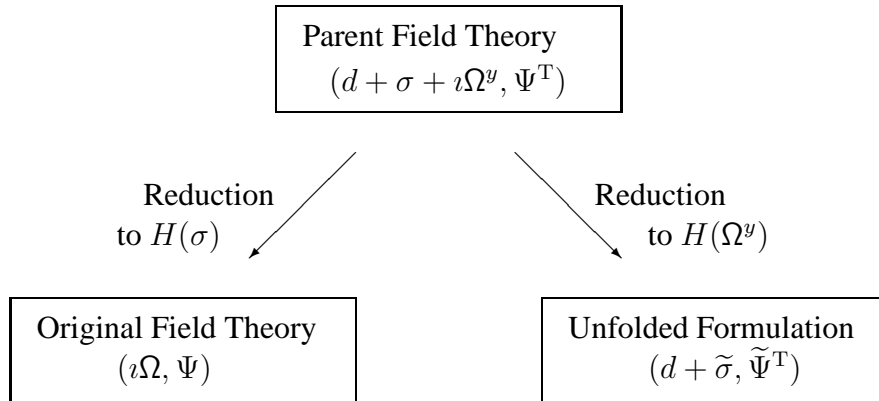 Parent Field Theory
(d + σ + ıΩ^y, Ψ^T)
Reduction
to H(σ)
Reduction
to H(Ω^y)
Original Field Theory
(ıΩ, Ψ)
Unfolded Formulation
(d + σ̃, Ψ̃^T)